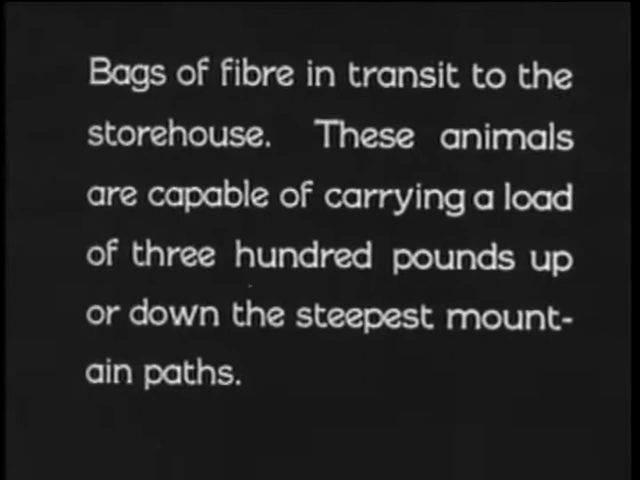 Bags of fibre in transit to the
storehouse. These animals
are capable of carrying a load
of three hundred pounds up
or down the steepest mount-
ain paths.